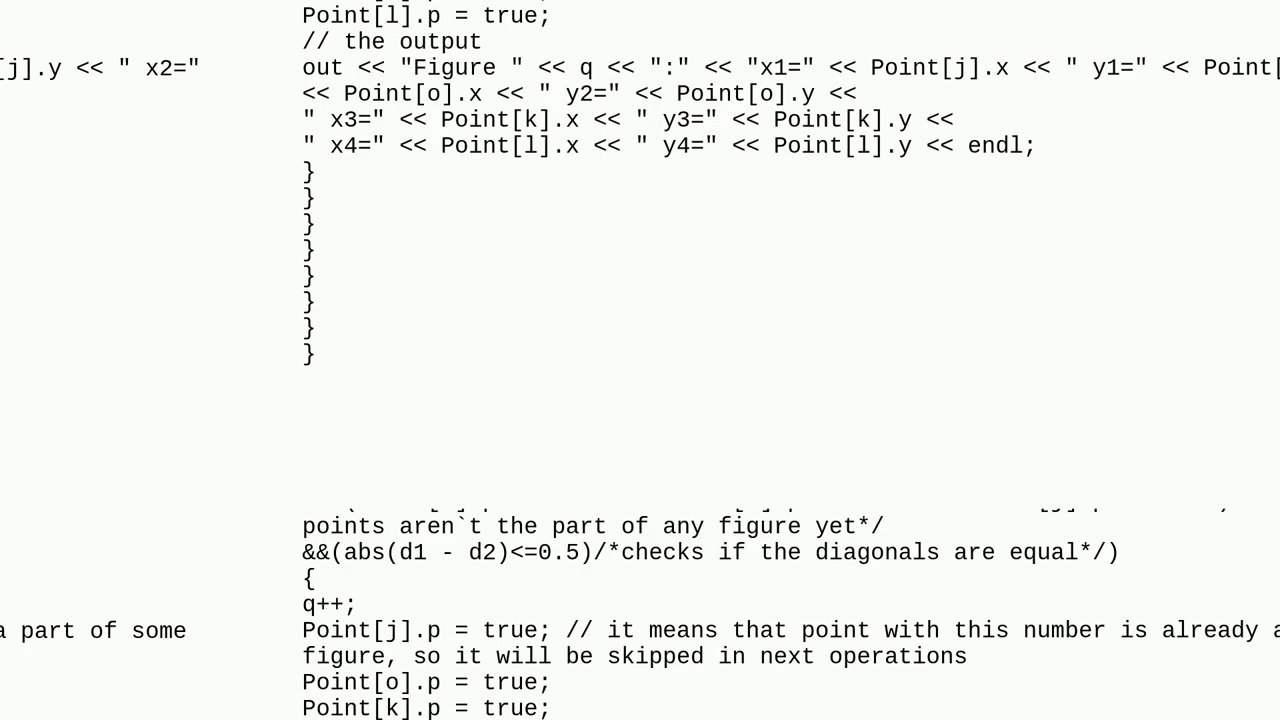 Point[l].p = true;
// the output
[j].y << " x2="
out << "Figure " << q << ":" << "x1=" << Point[j].x << " y1=" << Point[
<< Point[o].x << " y2=" << Point[o].y <<
" x3=" << Point[k].x << " y3=" << Point[k].y <<
" x4=" << Point[l].x << " y4=" << Point[l].y << endl;
}
}
}
}
}
}
}
}
points aren`t the part of any figure yet*/
&&(abs(d1 - d2)<=0.5)/*checks if the diagonals are equal*/)
{
q++;
a part of some
Point[j].p = true; // it means that point with this number is already a
figure, so it will be skipped in next operations
Point[o].p = true;
Point[k].p = true;